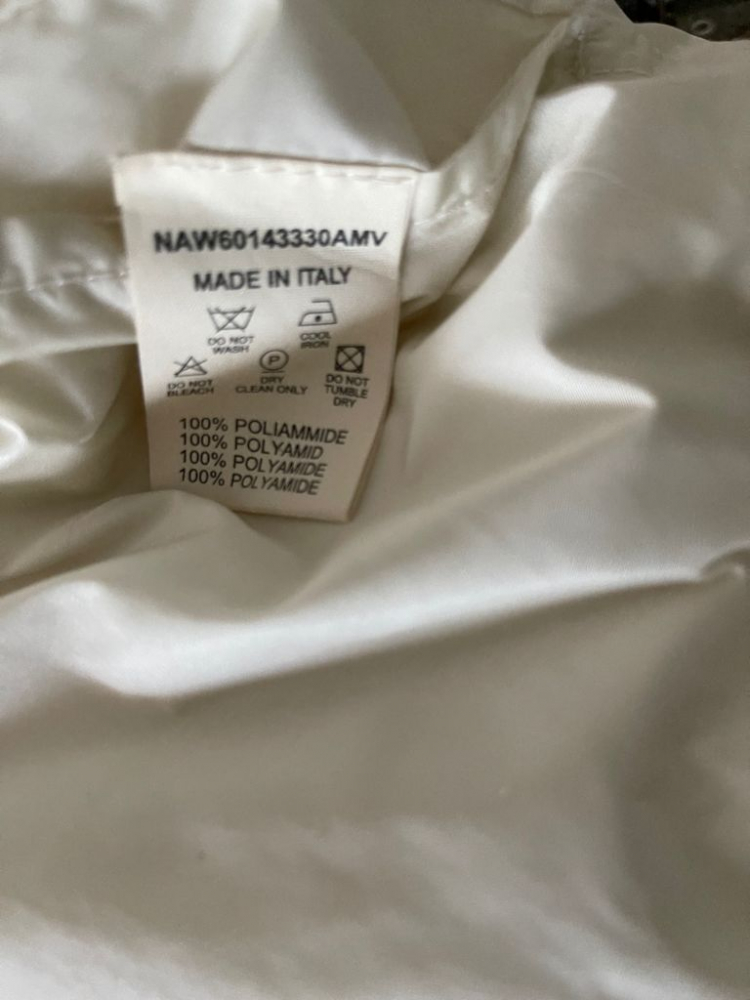 NAW60143330AMV
MADE IN ITALY
DO NOT WASH
COOL IRON
DO NOT BLEACH
P
DRY CLEAN ONLY
DO NOT TUMBLE DRY
100% POLIAMMIDE
100% POLYAMID
100% POLYAMIDE
100% POLYAMIDE